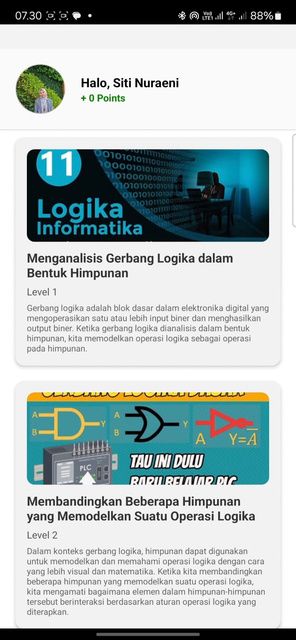 07.30
88%
Halo, Siti Nuraeni
+ 0 Points
11
Logika
Informatika
Menganalisis Gerbang Logika dalam
Bentuk Himpunan
Level 1
Gerbang logika adalah blok dasar dalam elektronika digital yang
mengoperasikan satu atau lebih input biner dan menghasilkan
output biner. Ketika gerbang logika dianalisis dalam bentuk
himpunan, kita memodelkan operasi logika sebagai operasi
pada himpunan.
A
B
Y
A
B
Y
A
Y=A̅
PLC
TAU INI DULU
BARU BELAJAR PLC
Membandingkan Beberapa Himpunan
yang Memodelkan Suatu Operasi Logika
Level 2
Dalam konteks gerbang logika, himpunan dapat digunakan
untuk memodelkan dan memahami operasi logika dengan cara
yang lebih visual dan matematika. Ketika kita membandingkan
beberapa himpunan yang memodelkan suatu operasi logika,
kita mengamati bagaimana elemen dalam himpunan-himpunan
tersebut berinteraksi berdasarkan aturan operasi logika yang
diterapkan.